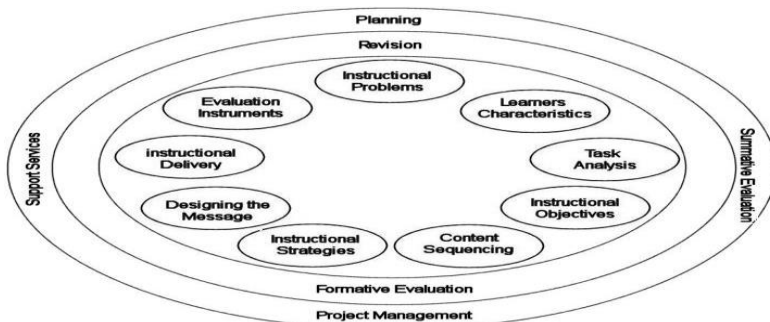 Planning
Revision
Instructional
Problems
Evaluation
Instruments
Learners
Characteristics
instructional
Delivery
Task
Analysis
Support Services
Summative Evaluation
Designing the
Message
Instructional
Objectives
Instructional
Strategies
Content
Sequencing
Formative Evaluation
Project Management